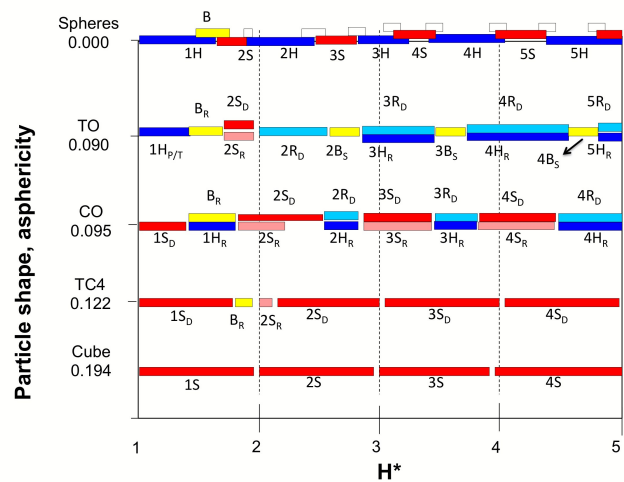 Spheres
0.000
B
1H
2S
2H
3S
3H
4S
4H
5S
5H
TO
0.090
1H_P/T
B_R
2S_D
2S_R
2R_D
2B_S
3R_D
3H_R
3B_S
4R_D
4H_R
4B_S
5R_D
5H_R
CO
0.095
1S_D
B_R
1H_R
2S_D
2S_R
2R_D
2H_R
3S_D
3S_R
3R_D
3H_R
4S_D
4S_R
4R_D
4H_R
TC4
0.122
1S_D
B_R
2S_R
2S_D
3S_D
4S_D
Cube
0.194
1S
2S
3S
4S
1 2 3 4 5
H*
Particle shape, asphericity